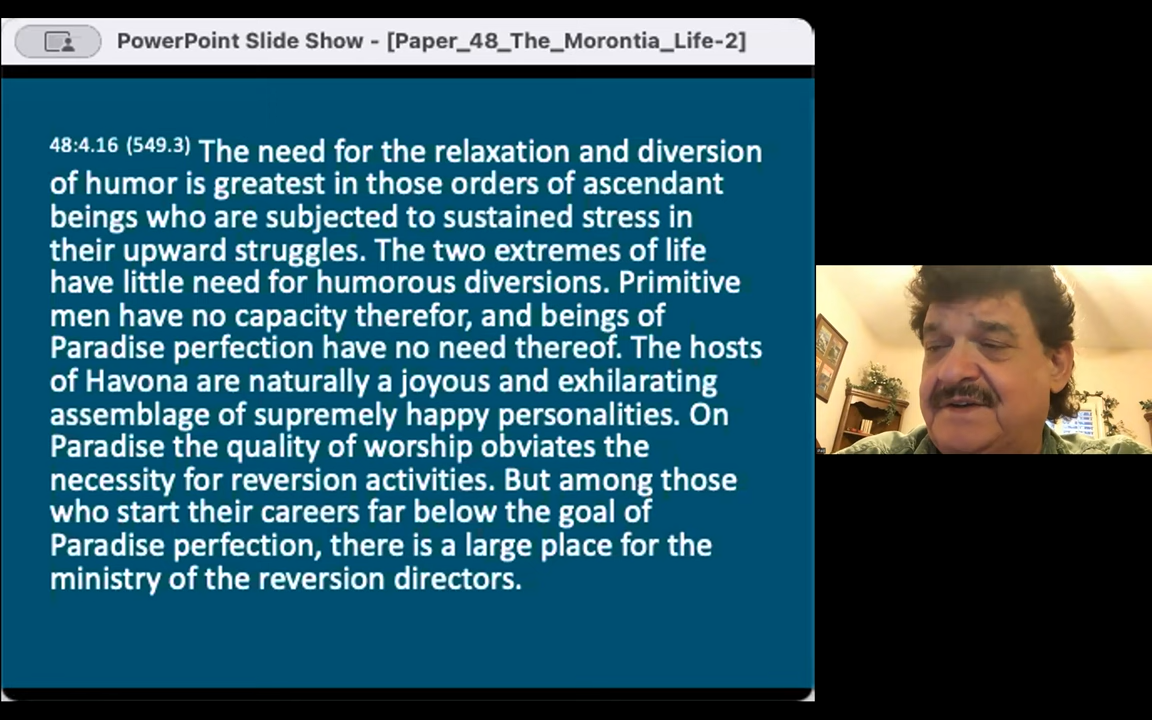 PowerPoint Slide Show - [Paper_48_The_Morontia_Life-2]
48:4.16 (549.3) The need for the relaxation and diversion
of humor is greatest in those orders of ascendant
beings who are subjected to sustained stress in
their upward struggles. The two extremes of life
have little need for humorous diversions. Primitive
men have no capacity therefor, and beings of
Paradise perfection have no need thereof. The hosts
of Havona are naturally a joyous and exhilarating
assemblage of supremely happy personalities. On
Paradise the quality of worship obviates the
necessity for reversion activities. But among those
who start their careers far below the goal of
Paradise perfection, there is a large place for the
ministry of the reversion directors.